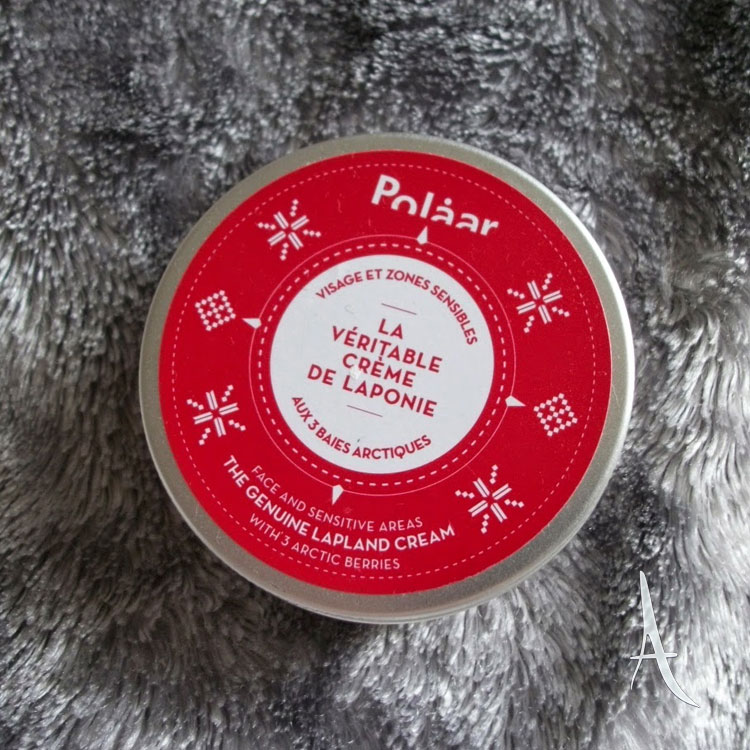 Polåar
VISAGE ET ZONES SENSIBLES
LA
VÉRITABLE
CRÈME
DE LAPONIE
AUX 3 BAIES ARCTIQUES
FACE AND SENSITIVE AREAS
THE GENUINE LAPLAND CREAM
WITH 3 ARCTIC BERRIES
A